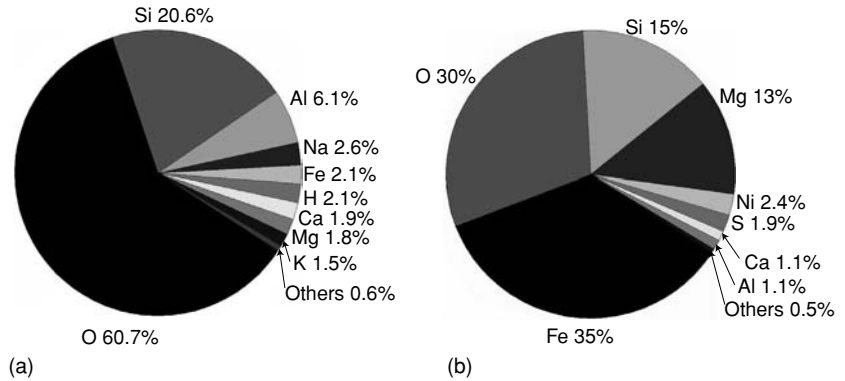 Si 20.6%
Al 6.1%
Na 2.6%
Fe 2.1%
H 2.1%
Ca 1.9%
Mg 1.8%
K 1.5%
Others 0.6%
O 60.7%
(a)
Si 15%
O 30%
Mg 13%
Ni 2.4%
S 1.9%
Ca 1.1%
Al 1.1%
Others 0.5%
Fe 35%
(b)